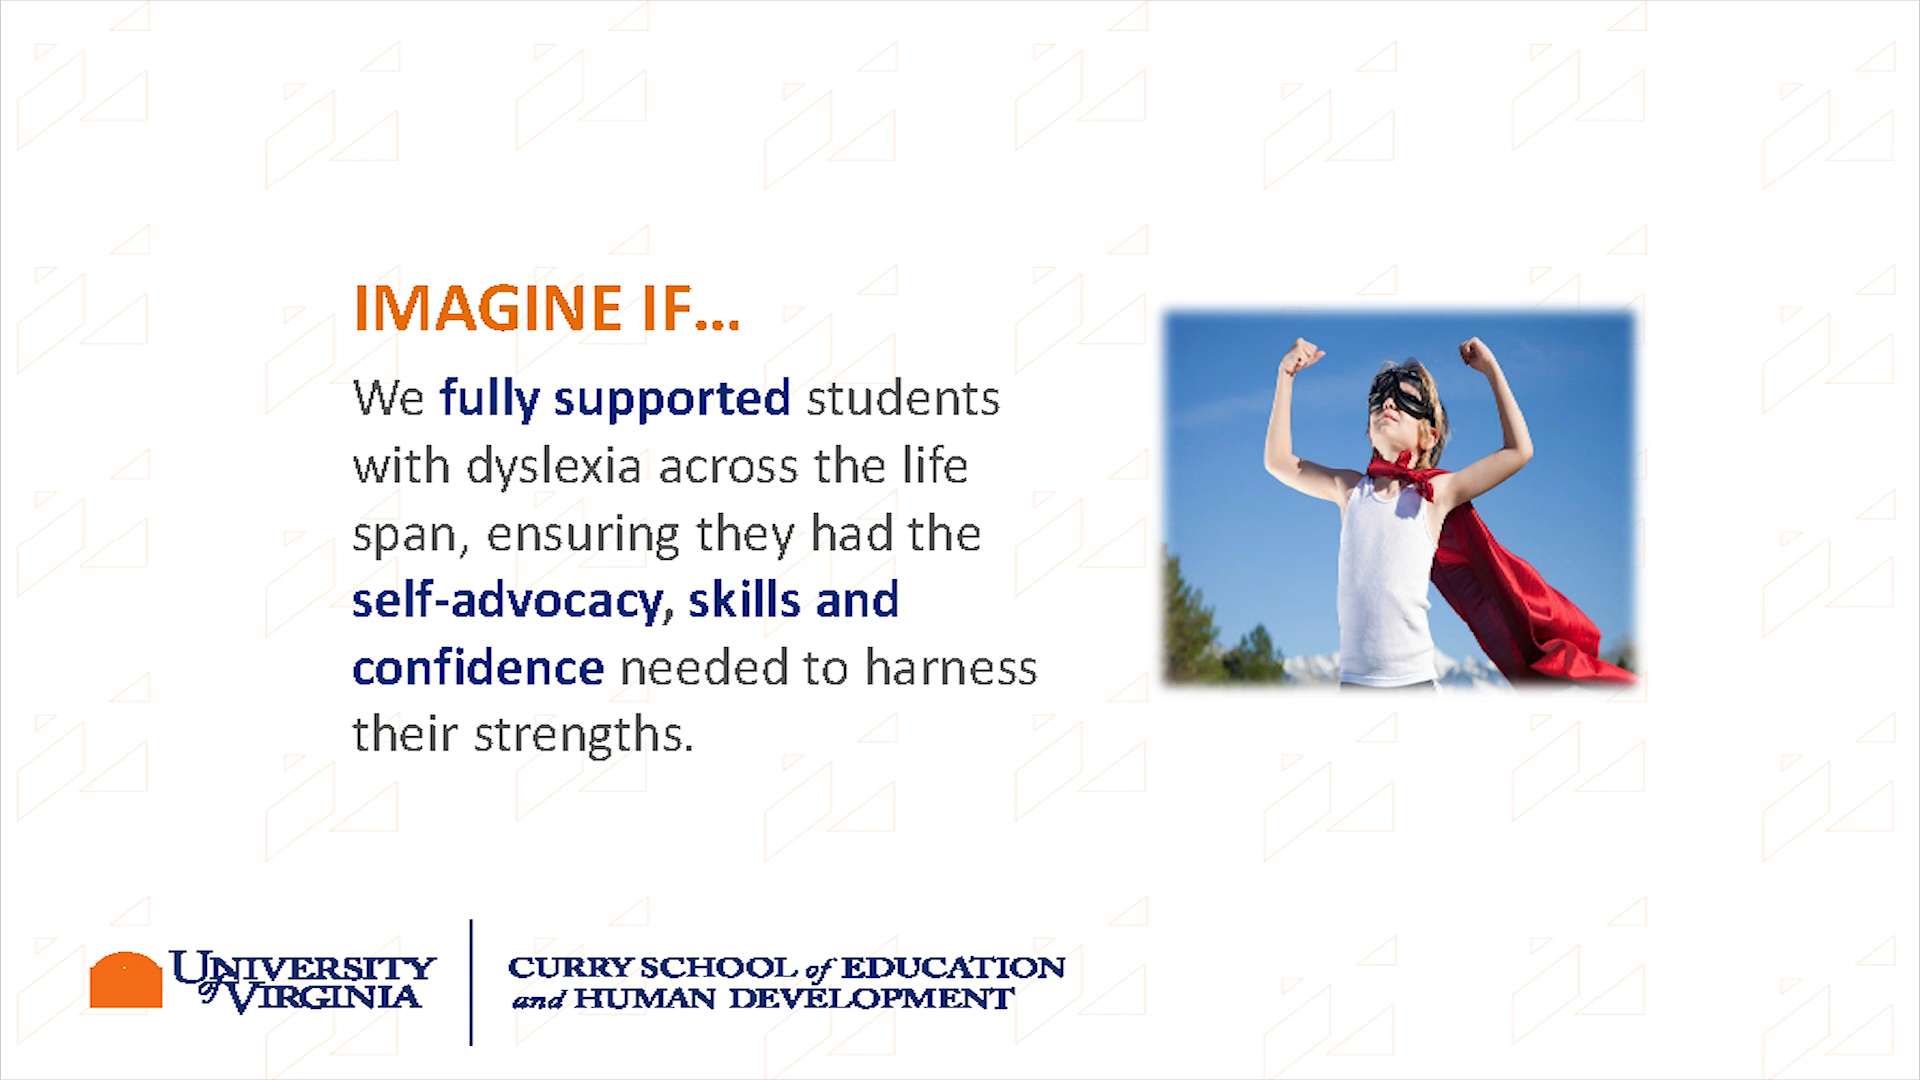 IMAGINE IF...
We fully supported students
with dyslexia across the life
span, ensuring they had the
self-advocacy, skills and
confidence needed to harness
their strengths.
UNIVERSITY
of VIRGINIA
CURRY SCHOOL of EDUCATION
and HUMAN DEVELOPMENT